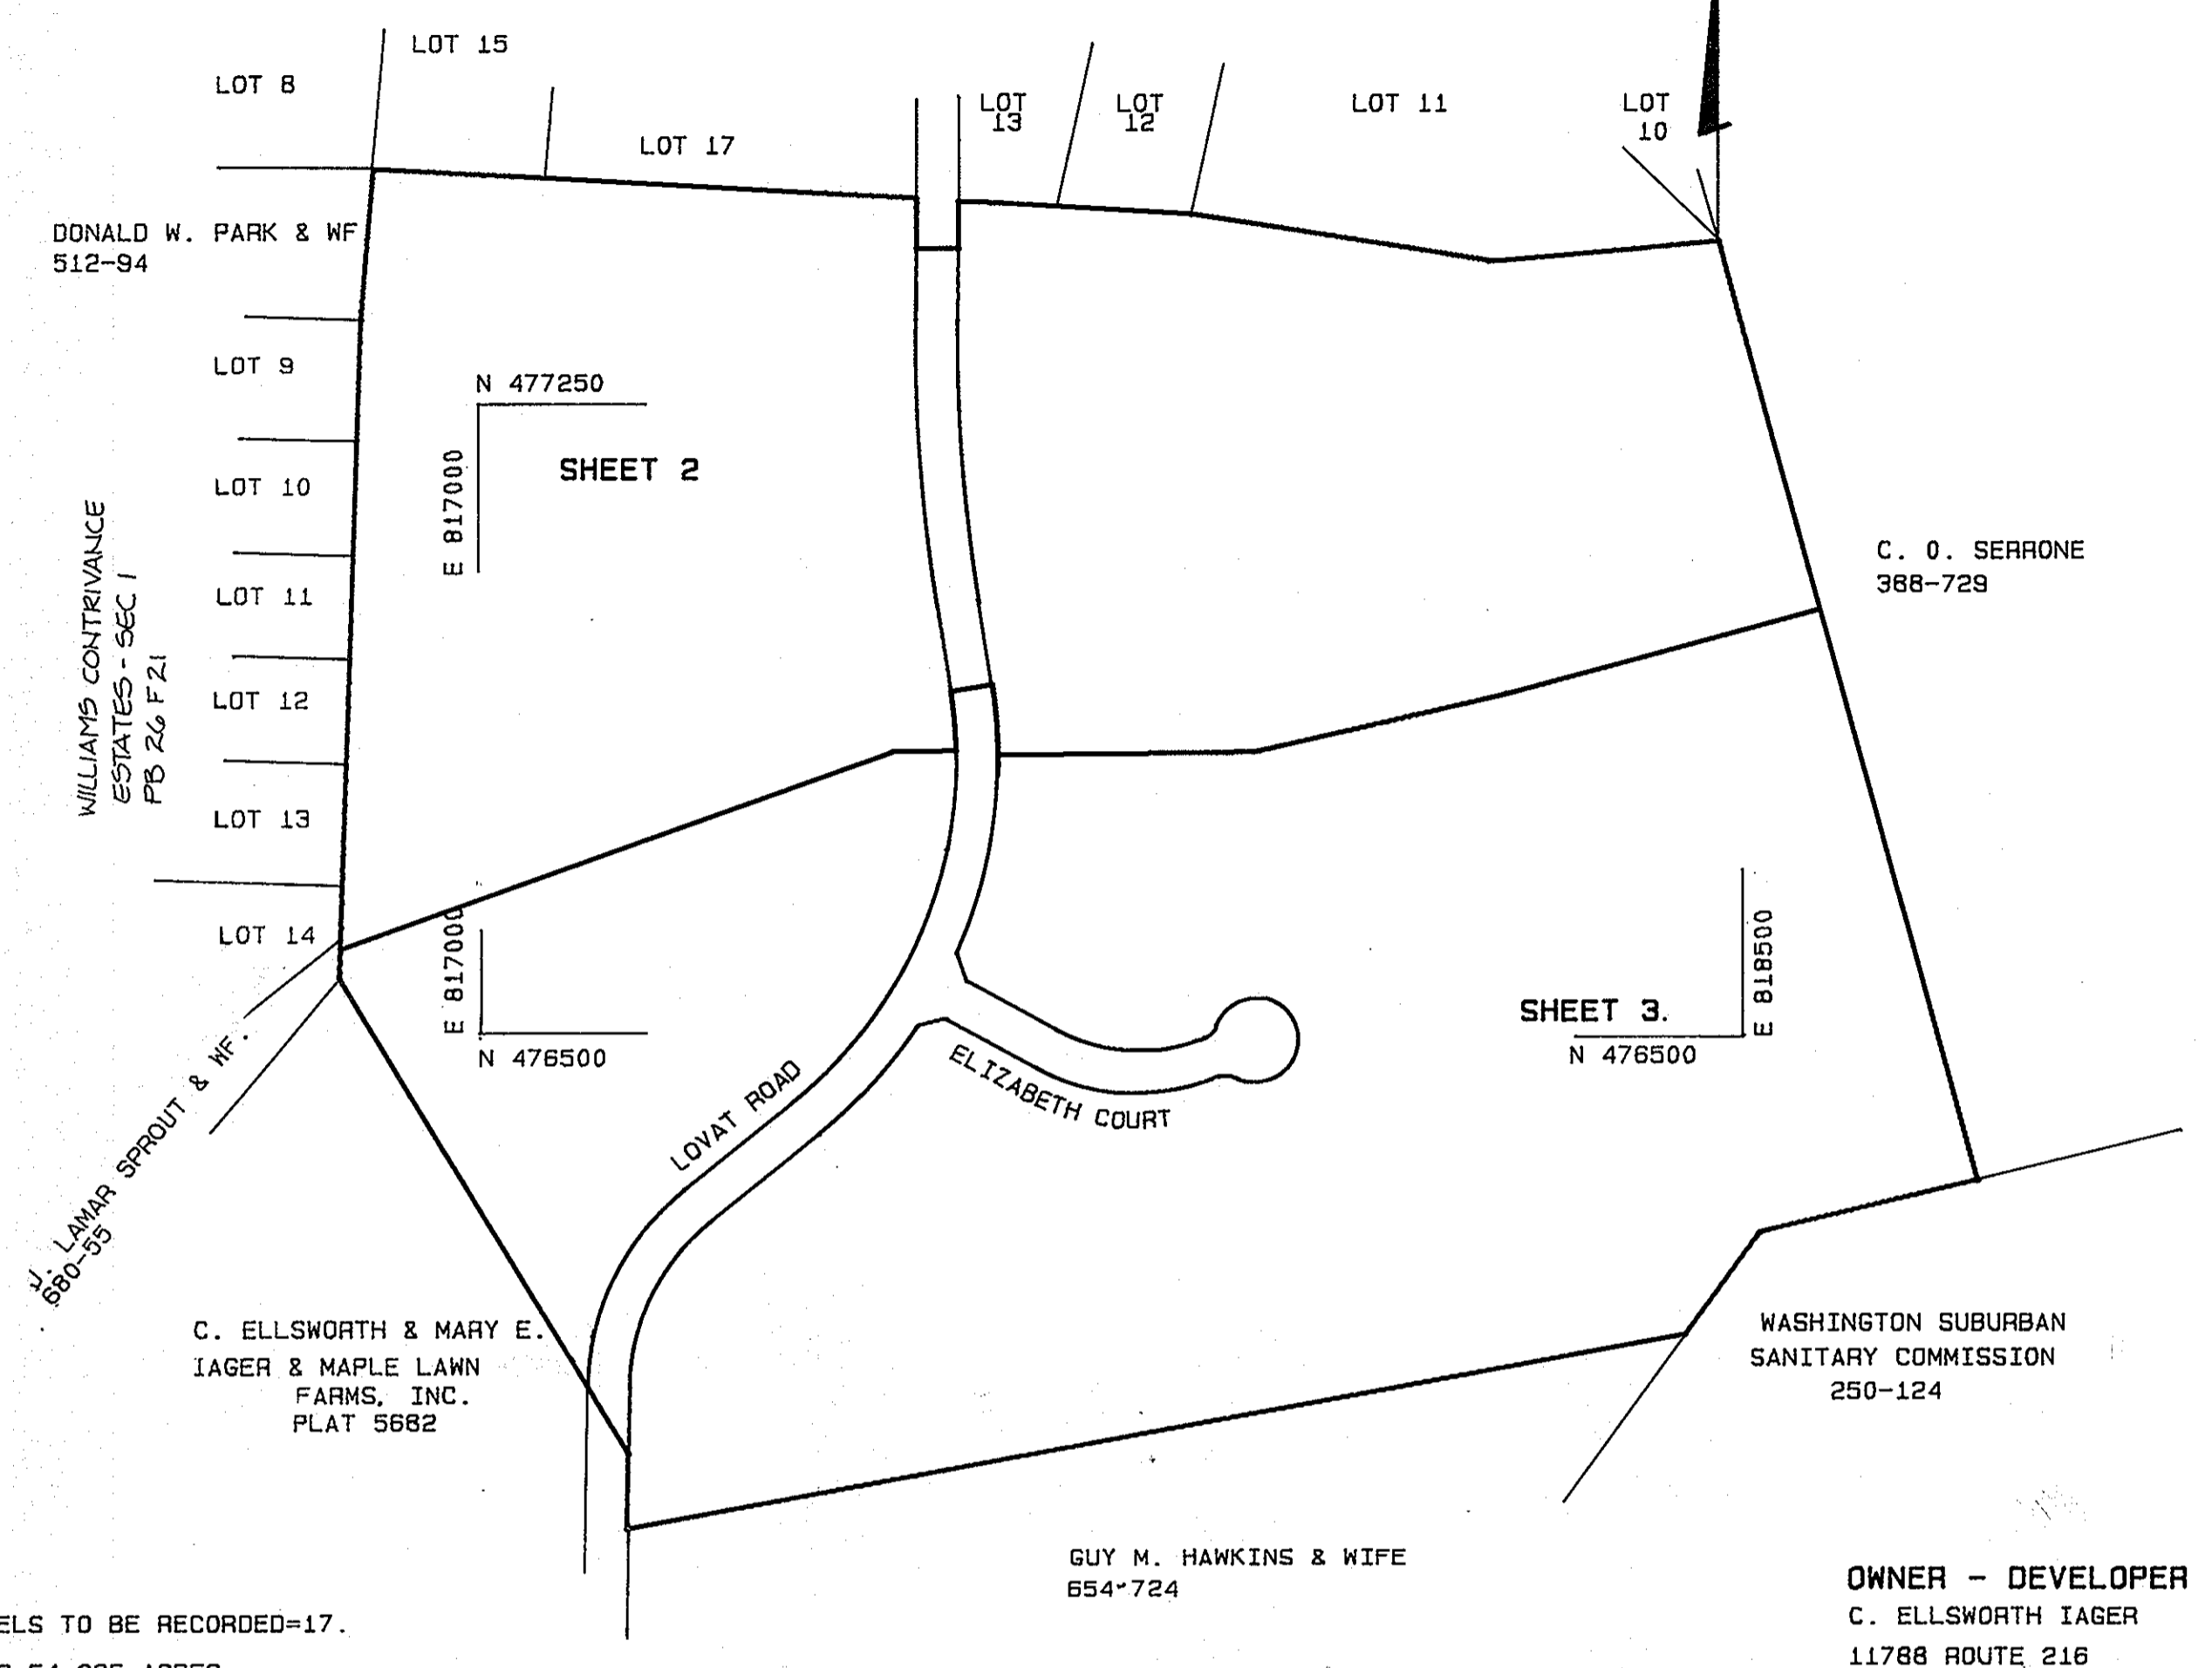 LOT 15
LOT 8
LOT 17
LOT
13
LOT
12
LOT 11
LOT
10
DONALD W. PARK & WF
512-94
LOT 9
N 477250
E 817000
SHEET 2
LOT 10
WILLIAMS CONTRIVANCE
ESTATES - SEC 1
PB 26 F 21
LOT 11
LOT 12
LOT 13
LOT 14
C. O. SERRONE
388-729
E 817000
N 476500
SHEET 3.
E 818500
N 476500
ELIZABETH COURT
LOVAT ROAD
J. LAMAR SPROUT & WF.
680-55
C. ELLSWORTH & MARY E.
IAGER & MAPLE LAWN
FARMS, INC.
PLAT 5682
WASHINGTON SUBURBAN
SANITARY COMMISSION
250-124
GUY M. HAWKINS & WIFE
654-724
OWNER - DEVELOPER
C. ELLSWORTH IAGER
11788 ROUTE 216
ELS TO BE RECORDED=17.